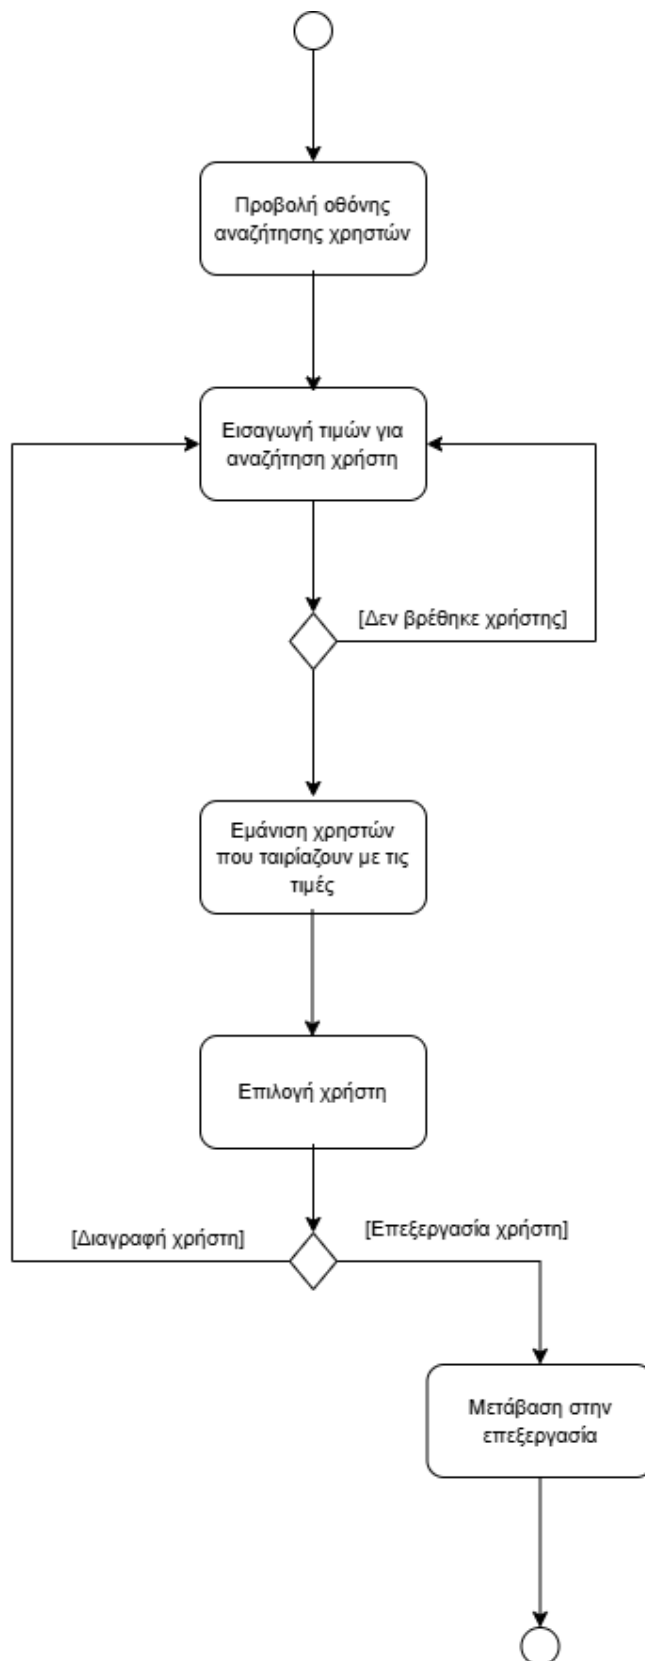 Προβολή οθόνης
αναζήτησης χρηστών
Εισαγωγή τιμών για
αναζήτηση χρήστη
[Δεν βρέθηκε χρήστης]
Εμάνιση χρηστών
που ταιρίαζουν με τις
τιμές
Επιλογή χρήστη
[Διαγραφή χρήστη]
[Επεξεργασία χρήστη]
Μετάβαση στην
επεξεργασία